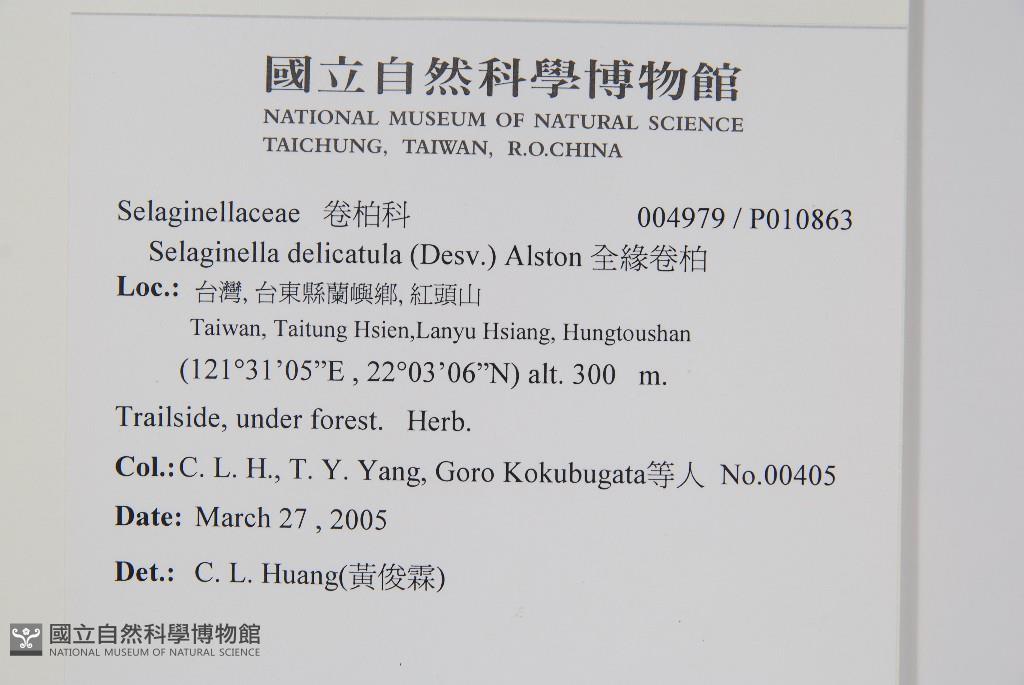 國立自然科學博物館
NATIONAL MUSEUM OF NATURAL SCIENCE
TAICHUNG, TAIWAN, R.O.CHINA
Selaginellaceae 卷柏科 004979 / P010863
Selaginella delicatula (Desv.) Alston 全緣卷柏
Loc.: 台灣, 台東縣蘭嶼鄉, 紅頭山
Taiwan, Taitung Hsien,Lanyu Hsiang, Hungtoushan
(121°31’05”E , 22°03’06”N) alt. 300 m.
Trailside, under forest. Herb.
Col.: C. L. H., T. Y. Yang, Goro Kokubugata等人 No.00405
Date: March 27 , 2005
Det.: C. L. Huang(黃俊霖)
國立自然科學博物館
NATIONAL MUSEUM OF NATURAL SCIENCE